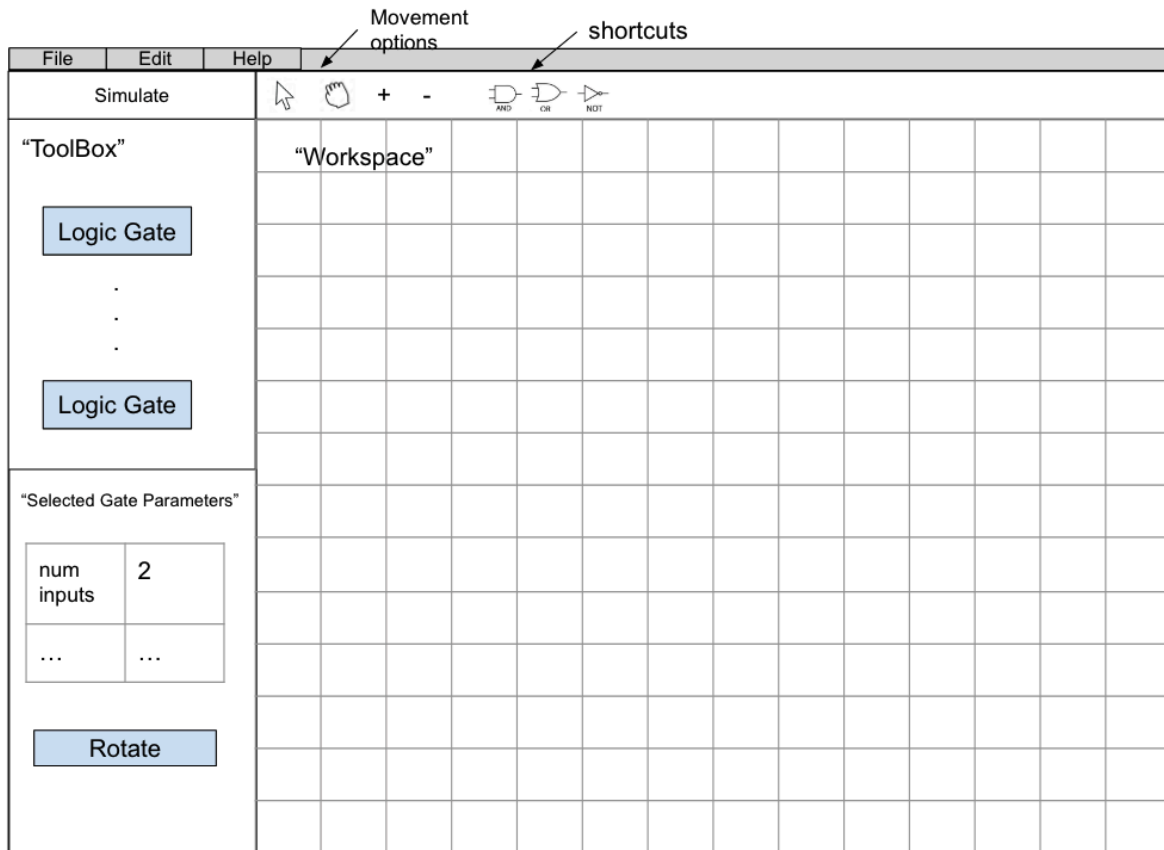 Movement
options
shortcuts
File Edit Help
Simulate
+ -
AND OR NOT
“ToolBox”
“Workspace”
Logic Gate
.
.
.
Logic Gate
“Selected Gate Parameters”
num
inputs
2
... ...
Rotate